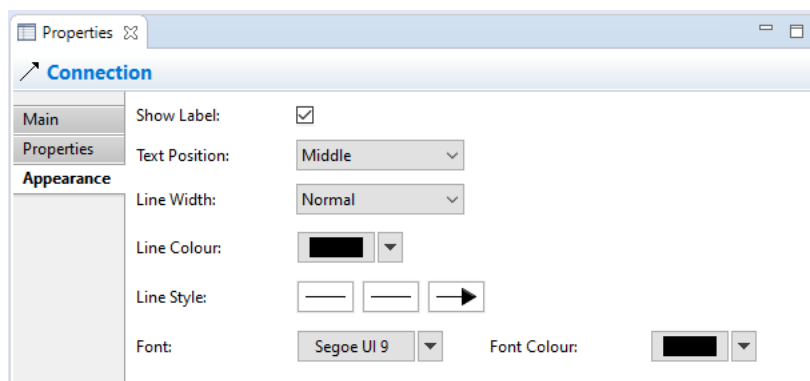 Properties
Connection
Main
Properties
Appearance
Show Label:
Text Position: Middle
Line Width: Normal
Line Colour:
Line Style:
Font: Segoe UI 9 Font Colour: